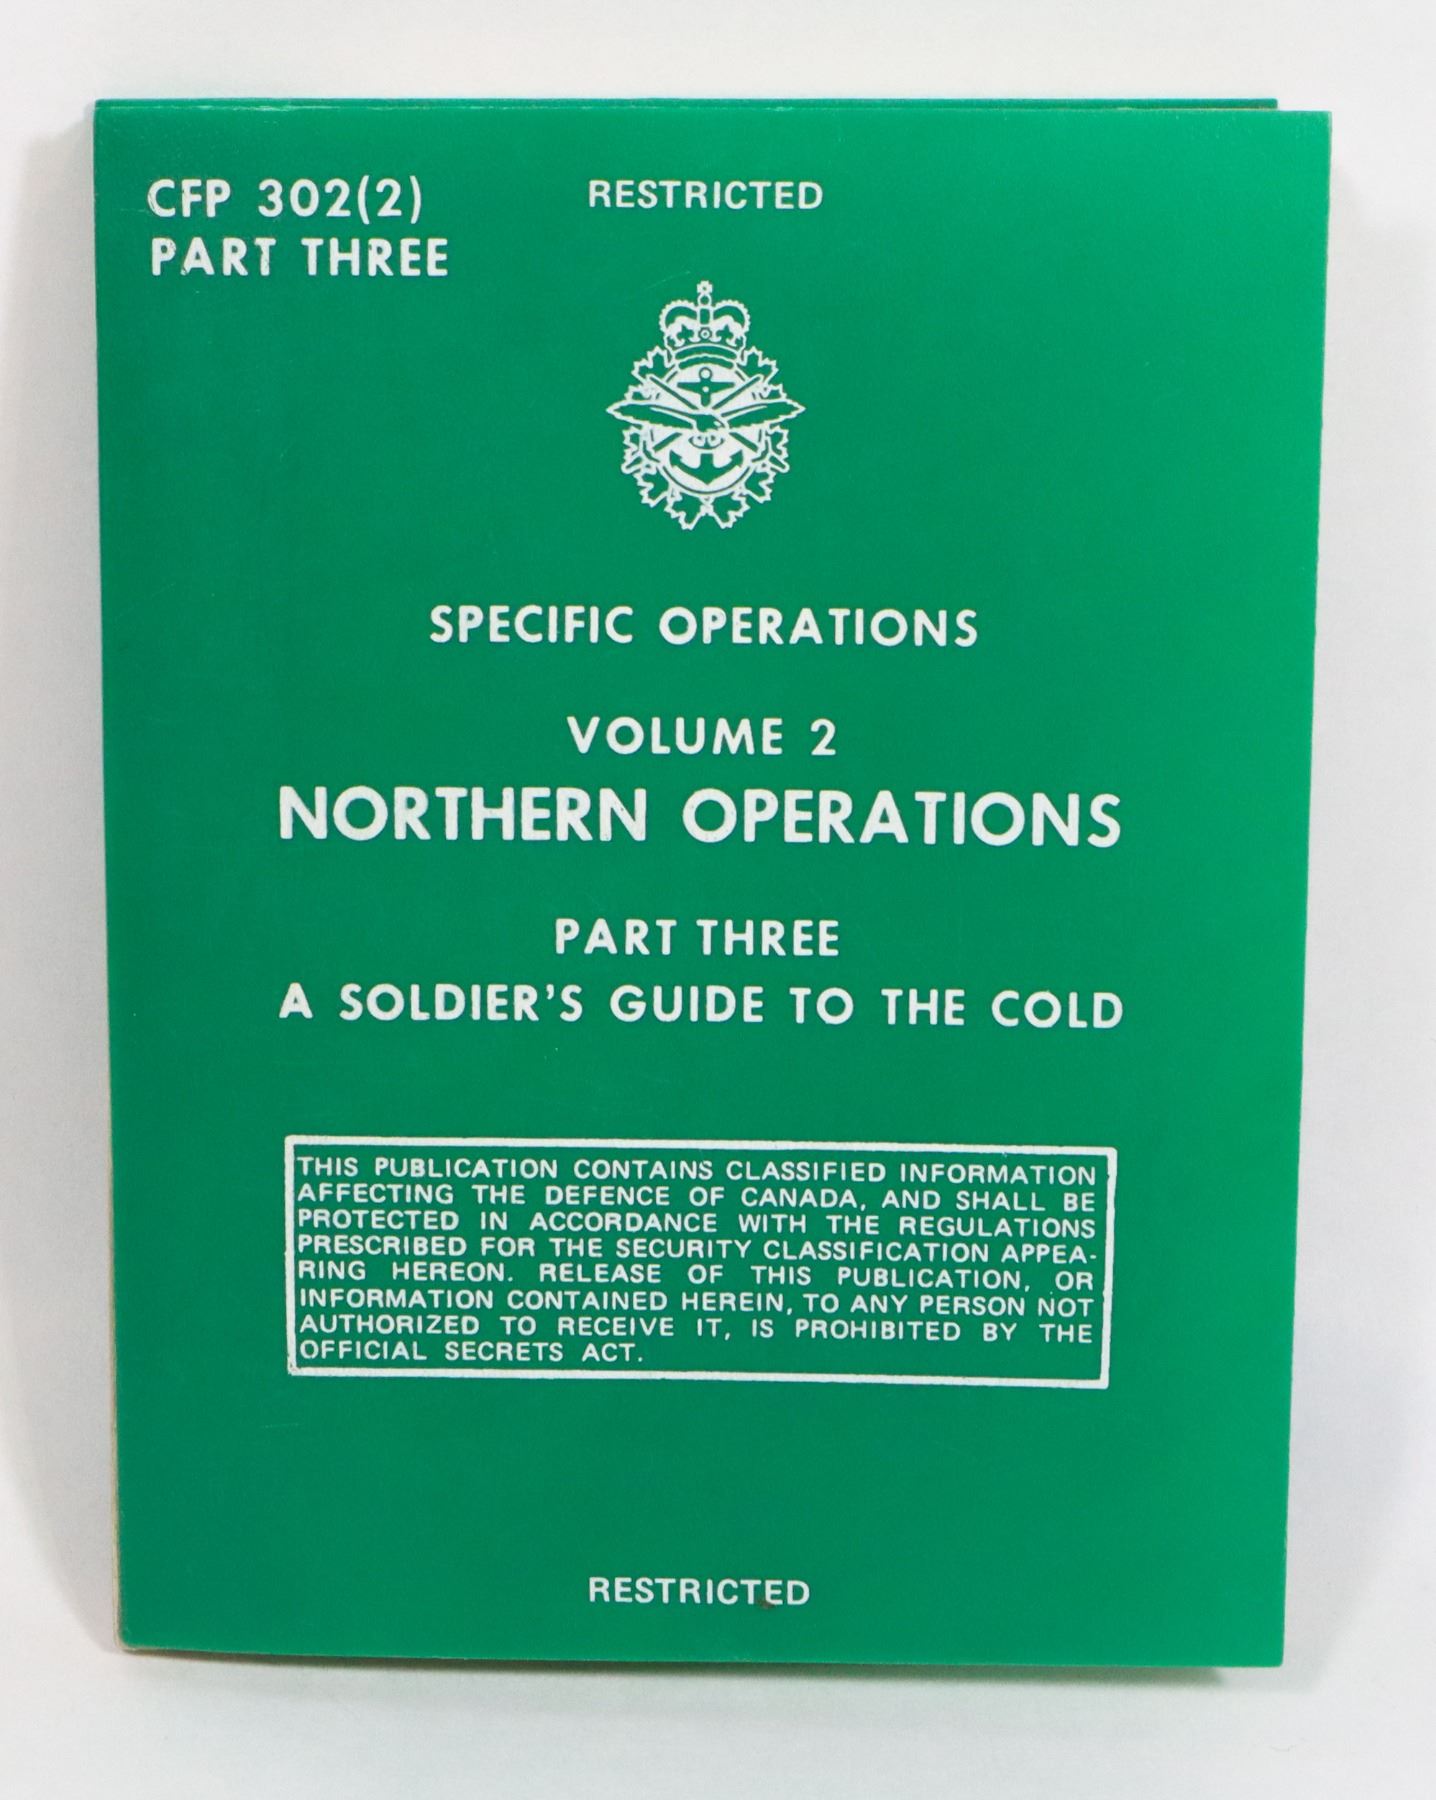 CFP 302(2)
RESTRICTED
PART THREE
SPECIFIC OPERATIONS
VOLUME 2
NORTHERN OPERATIONS
PART THREE
A SOLDIER'S GUIDE TO THE COLD
THIS PUBLICATION CONTAINS CLASSIFIED INFORMATION
AFFECTING THE DEFENCE OF CANADA, AND SHALL BE
PROTECTED IN ACCORDANCE WITH THE REGULATIONS
PRESCRIBED FOR THE SECURITY CLASSIFICATION APPEA-
RING HEREON. RELEASE OF THIS PUBLICATION, OR
INFORMATION CONTAINED HEREIN, TO ANY PERSON NOT
AUTHORIZED TO RECEIVE IT, IS PROHIBITED BY THE
OFFICIAL SECRETS ACT.
RESTRICTED